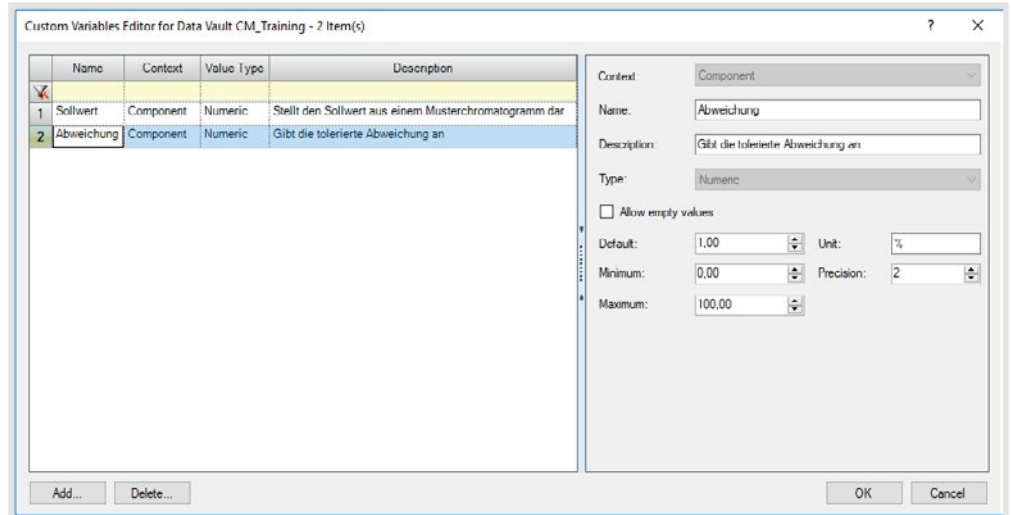 Custom Variables Editor for Data Vault CM_Training - 2 Item(s)
? X
Name Context Value Type Description
1 Sollwert Component Numeric Stellt den Sollwert aus einem Musterchromatogramm dar
2 Abweichung Component Numeric Gibt die tolerierte Abweichung an
Context: Component
Name: Abweichung
Description: Gibt die tolerierte Abweichung an
Type: Numeric
Allow empty values
Default: 1,00 Unit: %
Minimum: 0,00 Precision: 2
Maximum: 100,00
Add... Delete... OK Cancel